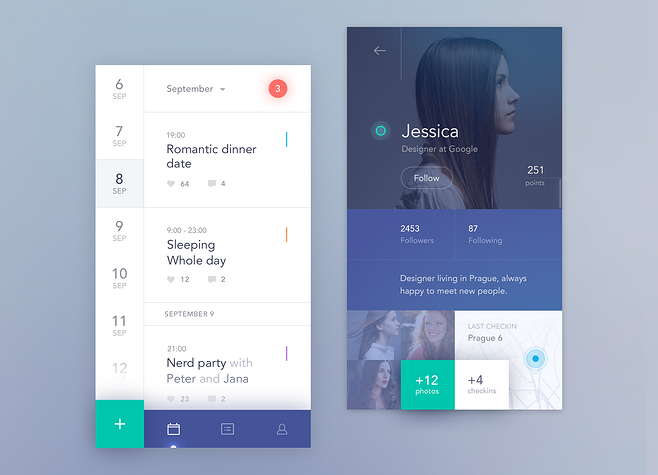 6
SEP
7
SEP
8
SEP
9
SEP
10
SEP
11
SEP
12
+
September
3
19:00
Romantic dinner
date
64 4
9:00 - 23:00
Sleeping
Whole day
12 2
SEPTEMBER 9
21:00
Nerd party with
Peter and Jana
23 2
Jessica
Designer at Google
Follow
251
points
2453
Followers
87
Following
Designer living in Prague, always
happy to meet new people.
LAST CHECKIN
Prague 6
+12
photos
+4
checkins